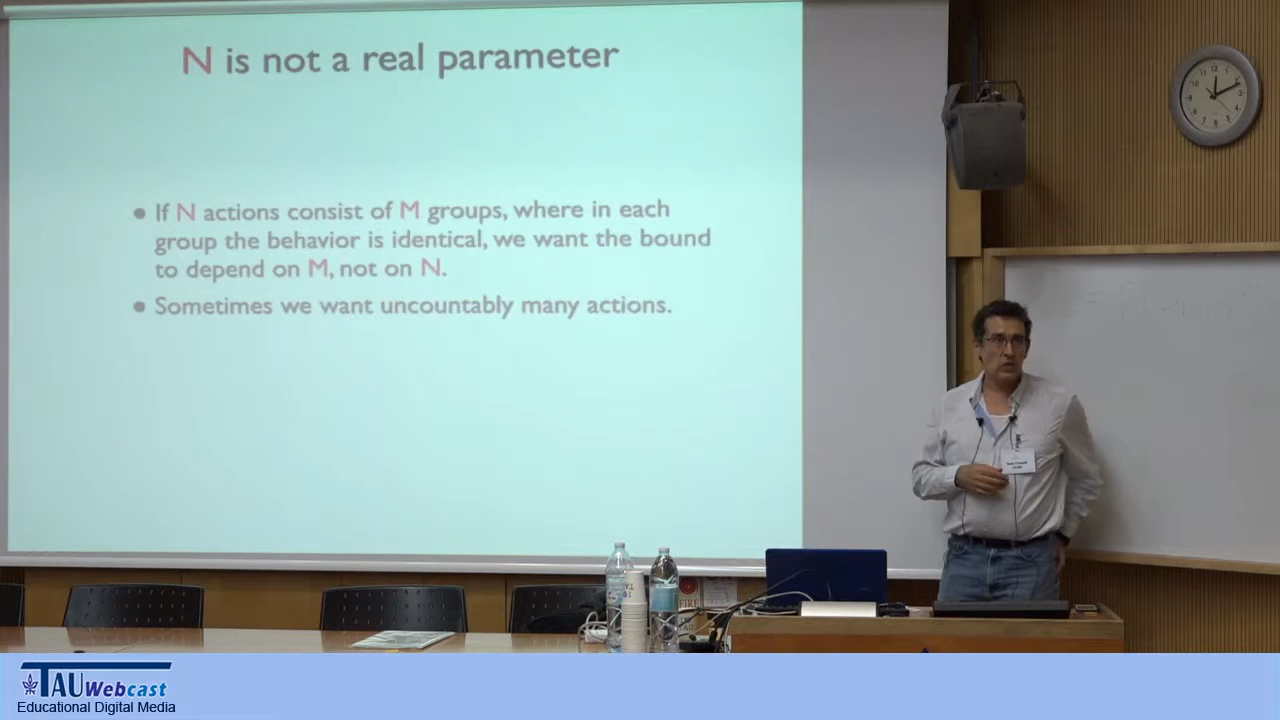 N is not a real parameter
● If N actions consist of M groups, where in each
group the behavior is identical, we want the bound
to depend on M, not on N.
● Sometimes we want uncountably many actions.
FIRE
TAUWebcast
Educational Digital Media